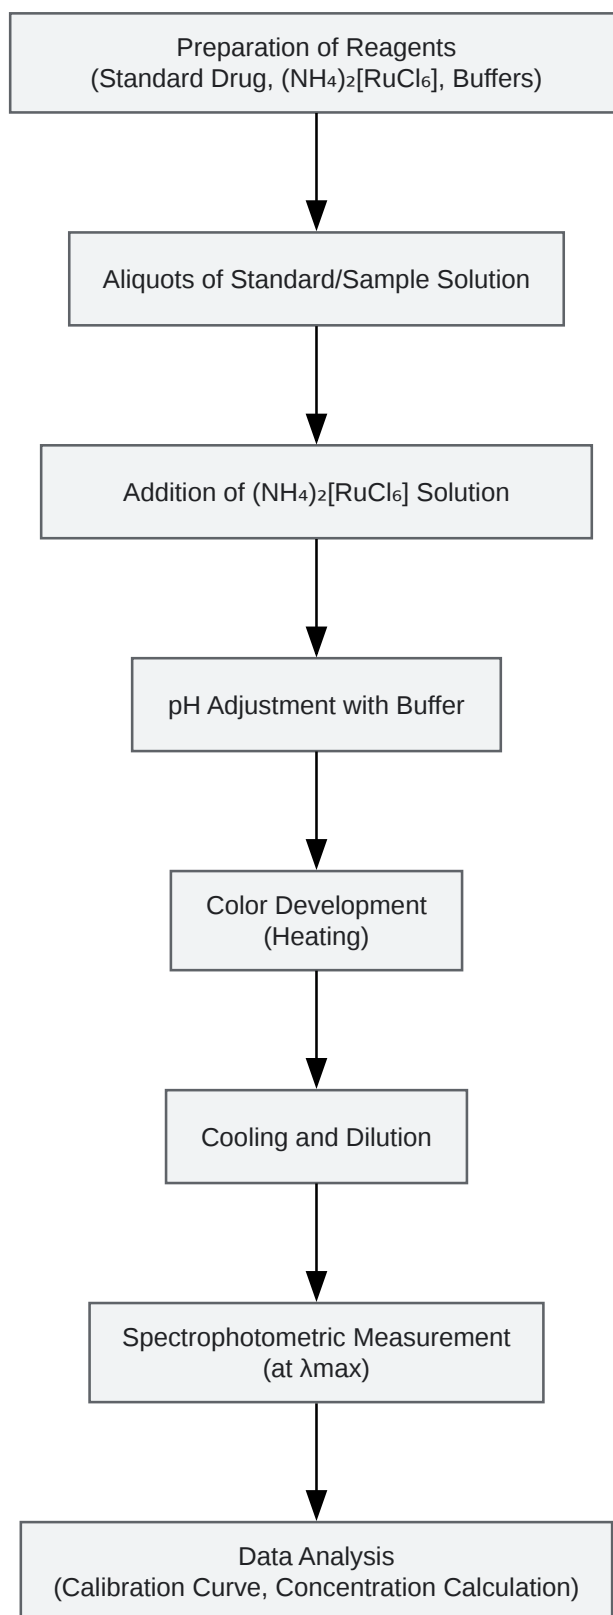 Preparation of Reagents
(Standard Drug, (NH₄)₂[RuCl₆], Buffers)
Aliquots of Standard/Sample Solution
Addition of (NH₄)₂[RuCl₆] Solution
pH Adjustment with Buffer
Color Development
(Heating)
Cooling and Dilution
Spectrophotometric Measurement
(at λmax)
Data Analysis
(Calibration Curve, Concentration Calculation)